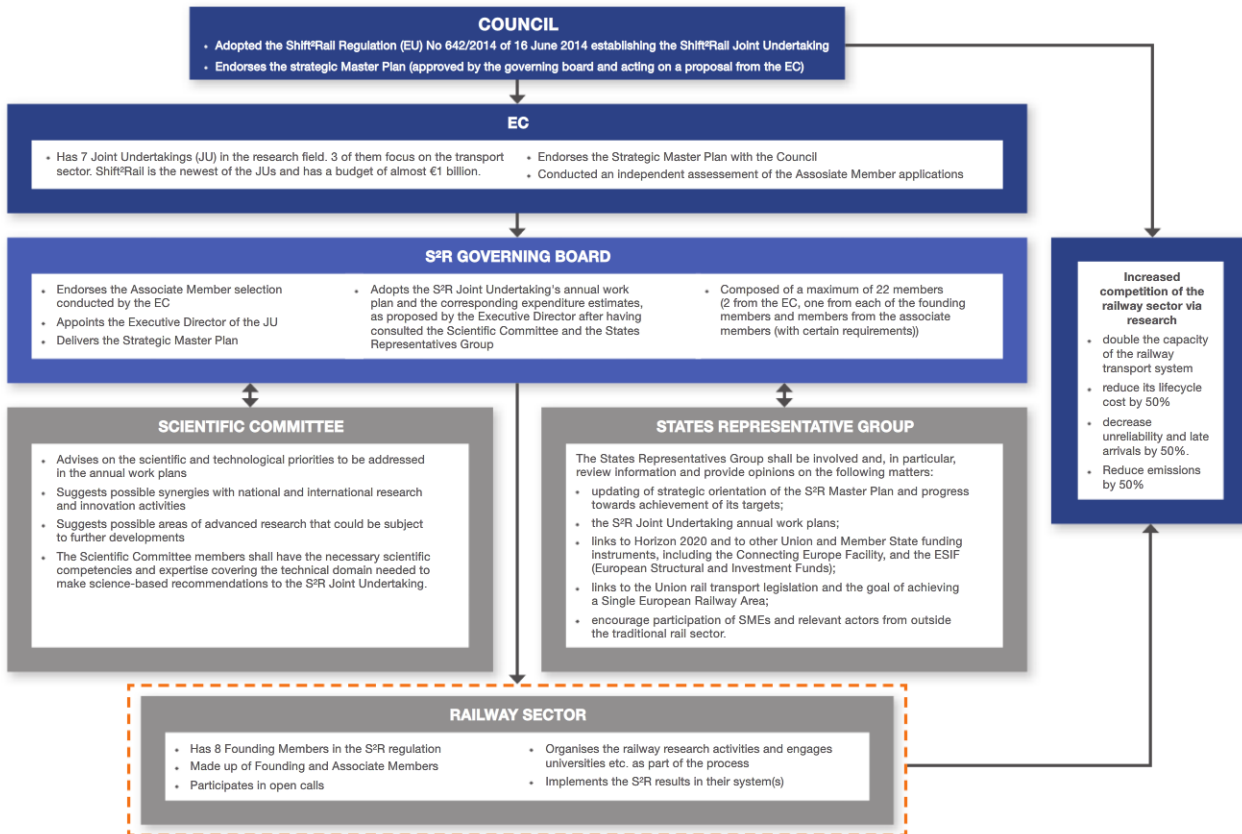 COUNCIL
• Adopted the Shift²Rail Regulation (EU) No 642/2014 of 16 June 2014 establishing the Shift²Rail Joint Undertaking
• Endorses the strategic Master Plan (approved by the governing board and acting on a proposal from the EC)
EC
• Has 7 Joint Undertakings (JU) in the research field. 3 of them focus on the transport
sector. Shift²Rail is the newest of the JUs and has a budget of almost €1 billion.
• Endorses the Strategic Master Plan with the Council
• Conducted an independent assessement of the Assosiate Member applications
S²R GOVERNING BOARD
• Endorses the Associate Member selection
conducted by the EC
• Appoints the Executive Director of the JU
• Delivers the Strategic Master Plan
• Adopts the S²R Joint Undertaking's annual work
plan and the corresponding expenditure estimates,
as proposed by the Executive Director after having
consulted the Scientific Committee and the States
Representatives Group
• Composed of a maximum of 22 members
(2 from the EC, one from each of the founding
members and members from the associate
members (with certain requirements))
Increased
competition of the
railway sector via
research
• double the capacity
of the railway
transport system
• reduce its lifecycle
cost by 50%
• decrease
unreliability and late
arrivals by 50%.
• Reduce emissions
by 50%
SCIENTIFIC COMMITTEE
• Advises on the scientific and technological priorities to be addressed
in the annual work plans
• Suggests possible synergies with national and international research
and innovation activities
• Suggests possible areas of advanced research that could be subject
to further developments
• The Scientific Committee members shall have the necessary scientific
competencies and expertise covering the technical domain needed to
make science-based recommendations to the S²R Joint Undertaking.
STATES REPRESENTATIVE GROUP
The States Representatives Group shall be involved and, in particular,
review information and provide opinions on the following matters:
• updating of strategic orientation of the S²R Master Plan and progress
towards achievement of its targets;
• the S²R Joint Undertaking annual work plans;
• links to Horizon 2020 and to other Union and Member State funding
instruments, including the Connecting Europe Facility, and the ESIF
(European Structural and Investment Funds);
• links to the Union rail transport legislation and the goal of achieving
a Single European Railway Area;
• encourage participation of SMEs and relevant actors from outside
the traditional rail sector.
RAILWAY SECTOR
• Has 8 Founding Members in the S²R regulation
• Made up of Founding and Associate Members
• Participates in open calls
• Organises the railway research activities and engages
universities etc. as part of the process
• Implements the S²R results in their system(s)